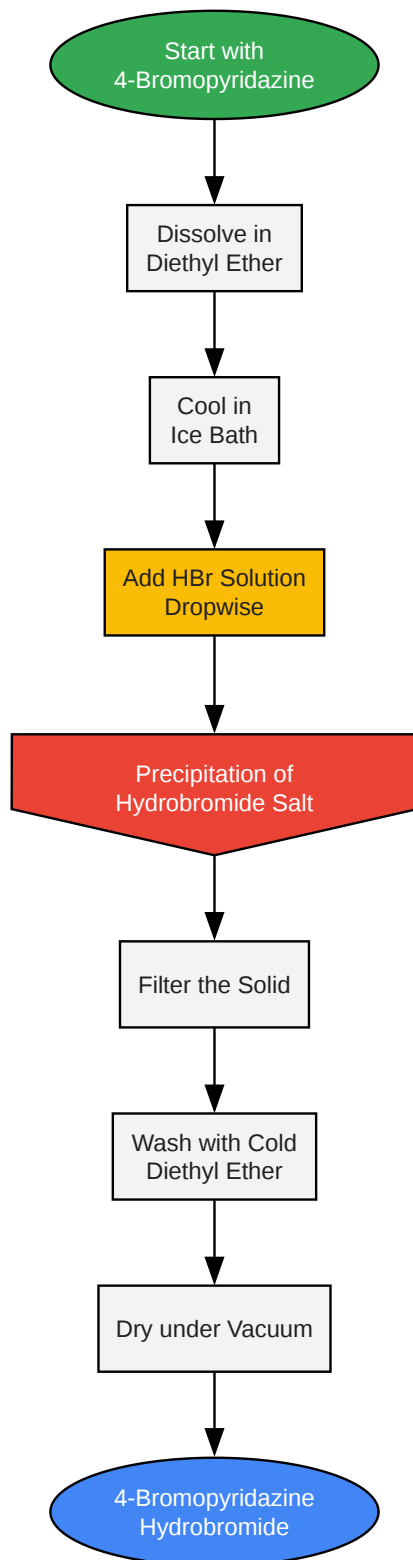 Start with
4-Bromopyridazine
Dissolve in
Diethyl Ether
Cool in
Ice Bath
Add HBr Solution
Dropwise
Precipitation of
Hydrobromide Salt
Filter the Solid
Wash with Cold
Diethyl Ether
Dry under Vacuum
4-Bromopyridazine
Hydrobromide